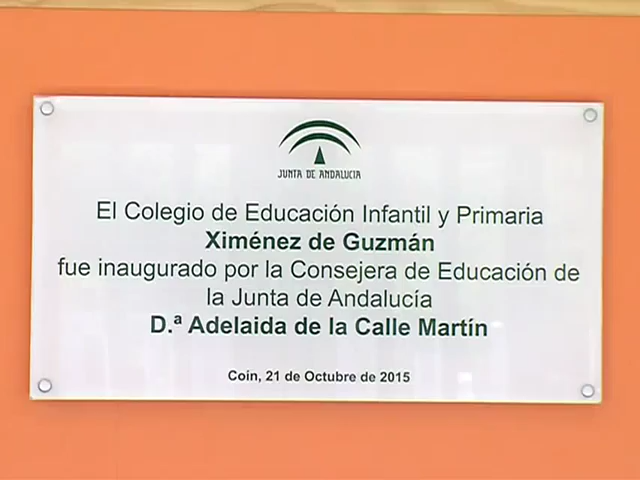 JUNTA DE ANDALUCIA
El Colegio de Educación Infantil y Primaria
Ximénez de Guzmán
fue inaugurado por la Consejera de Educación de
la Junta de Andalucía
D.ª Adelaida de la Calle Martín
Coín, 21 de Octubre de 2015